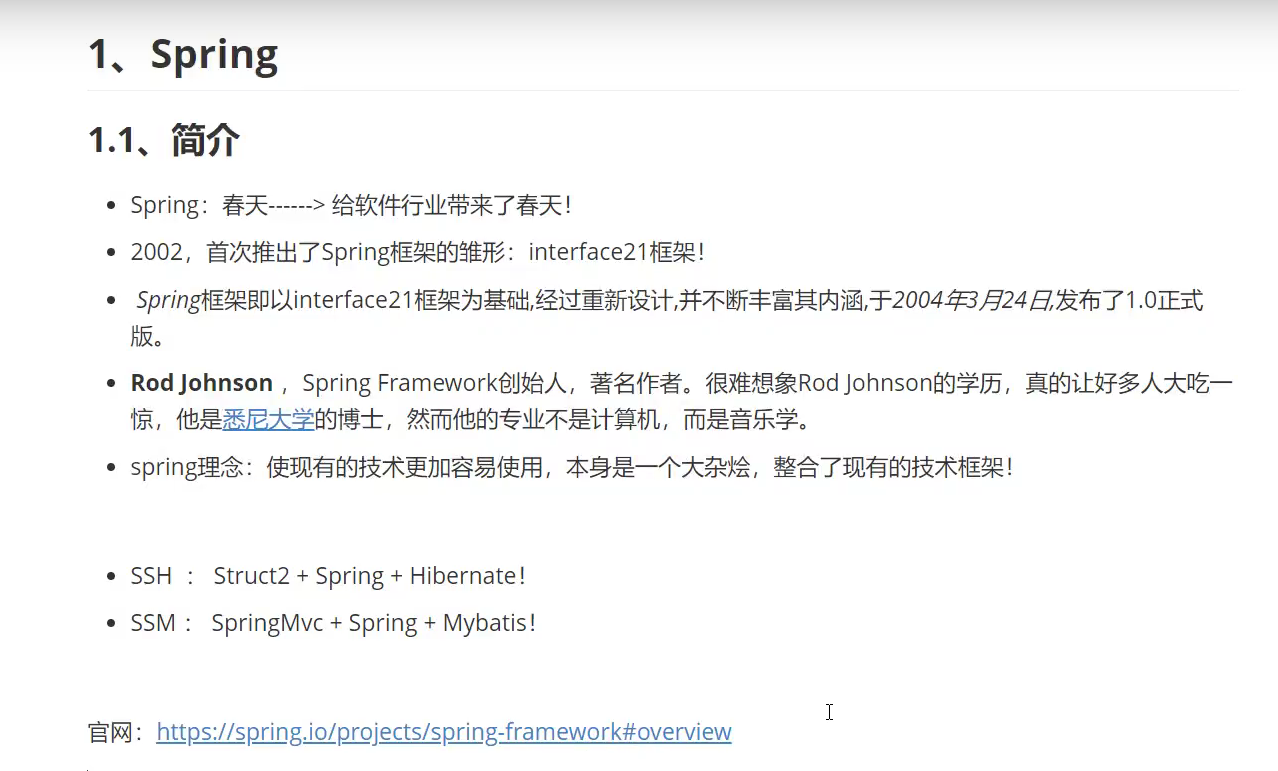 1、Spring
1.1、简介
• Spring：春天------> 给软件行业带来了春天！
• 2002，首次推出了Spring框架的雏形：interface21框架！
• Spring框架即以interface21框架为基础,经过重新设计,并不断丰富其内涵,于2004年3月24日,发布了1.0正式
版。
• Rod Johnson ，Spring Framework创始人，著名作者。很难想象Rod Johnson的学历，真的让好多人大吃一
惊，他是悉尼大学的博士，然而他的专业不是计算机，而是音乐学。
• spring理念：使现有的技术更加容易使用，本身是一个大杂烩，整合了现有的技术框架！
• SSH ： Struct2 + Spring + Hibernate！
• SSM： SpringMvc + Spring + Mybatis！
官网：https://spring.io/projects/spring-framework#overview